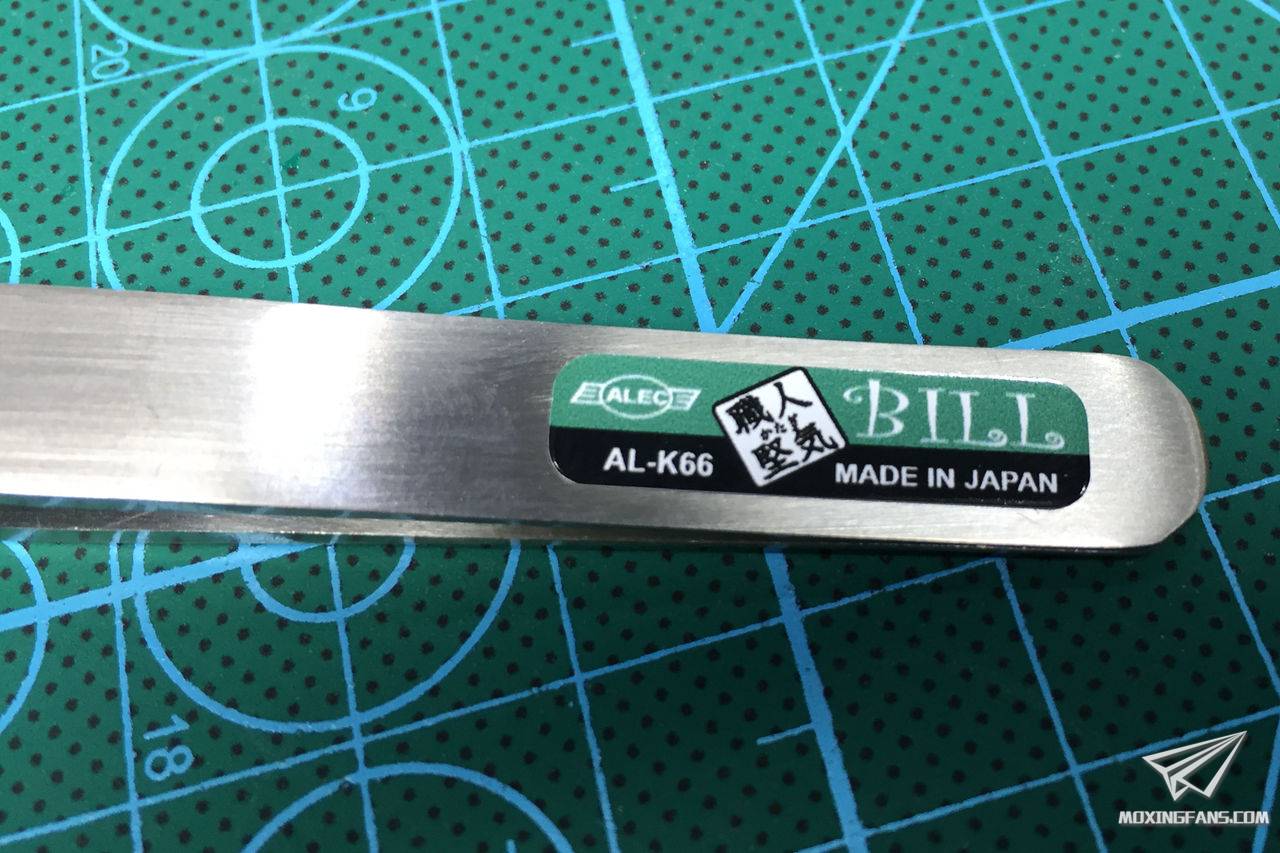 20
9
ALEC
職人
かたぎ
堅気
BILL
AL-K66
MADE IN JAPAN
18
MOXINGFANS.COM